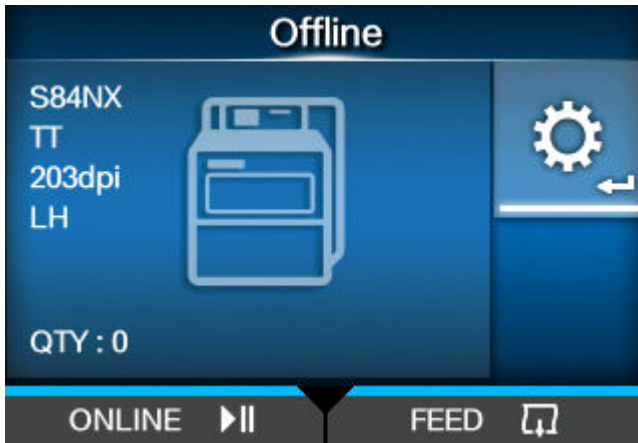 Offline
S84NX
TT
203dpi
LH
QTY : 0
ONLINE
FEED